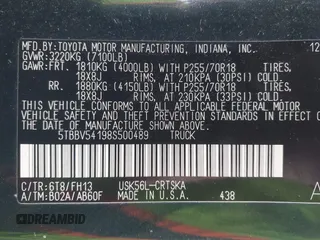 MFD. BY: TOYOTA MOTOR MANUFACTURING, INDIANA, INC. 12
GVWR: 3220KG (7100LB)
GAWR: FRT. 1810KG (4000LB) WITH P255/70R18 TIRES,
18X8J RIMS, AT 210KPA (30PSI) COLD
RR. 1880KG (4150LB) WITH P255/70R18 TIRES,
18X8J RIMS, AT 230KPA (33PSI) COLD
THIS VEHICLE CONFORMS TO ALL APPLICABLE FEDERAL MOTOR
VEHICLE SAFETY AND THEFT PREVENTION STANDARDS IN
EFFECT ON THE DATE OF MANUFACTURE SHOWN ABOVE.
5TBBV54198S500489 TRUCK
C/TR: 6T8/FH13 USK56L-CRTSKA
A/TM: B02A/AB60F MADE IN U.S.A. 438 A